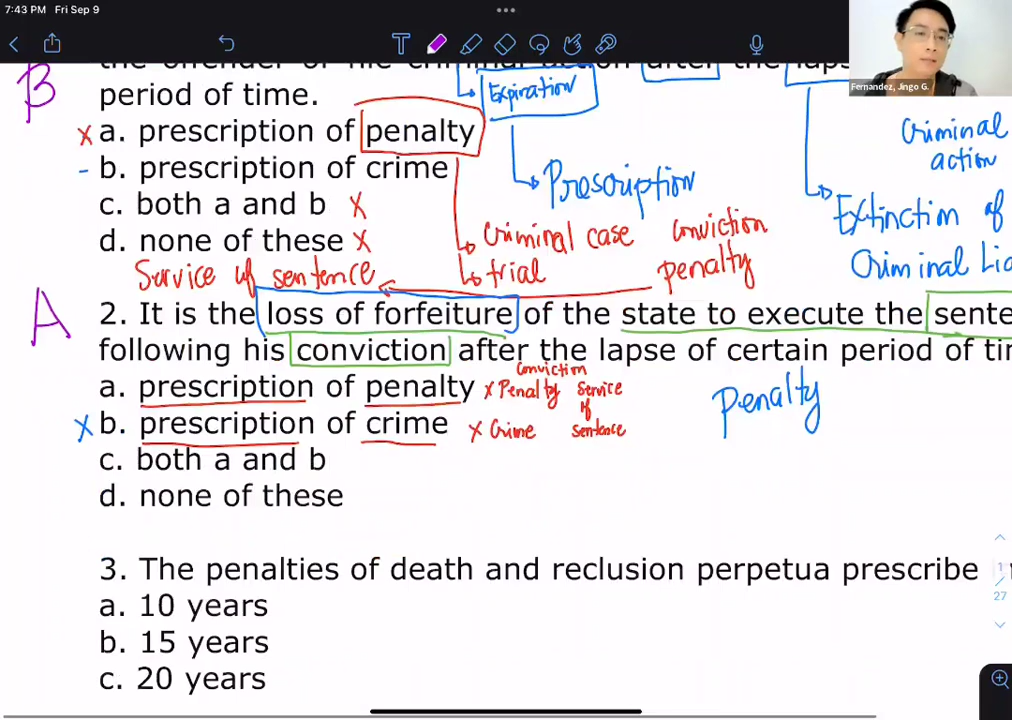 7:43 PM Fri Sep 9
Fernandez, Jingo G.
B
period of time.
Expiration
x a. prescription of penalty
- b. prescription of crime
c. both a and b x
d. none of these x
Prescription
Criminal action
Extinction of
Criminal
Criminal case conviction
trial penalty
Service of sentence
A
2. It is the loss of forfeiture of the state to execute the
following his conviction after the lapse of certain period of
a. prescription of penalty x Penalty
conviction
Service of sentence
x b. prescription of crime x Crime
c. both a and b
d. none of these
Penalty
3. The penalties of death and reclusion perpetua prescribe
a. 10 years
b. 15 years
c. 20 years
1/27